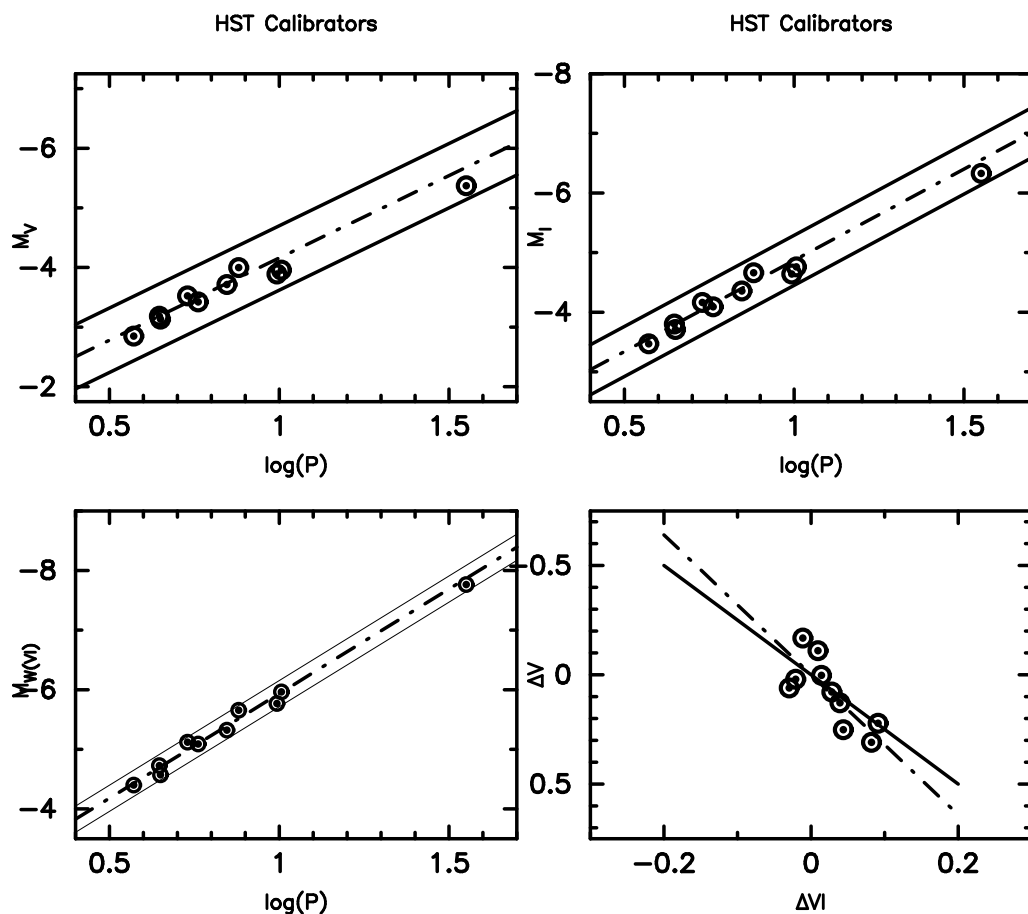 HST Calibrators
HST Calibrators
M_V
-6
-4
-2
0.5 1 1.5
log(P)
M_I
-8
-6
-4
0.5 1 1.5
log(P)
M_W(VI)
-8
-6
-4
0.5 1 1.5
log(P)
ΔV
-0.5
0
0.5
-0.2 0 0.2
ΔVI